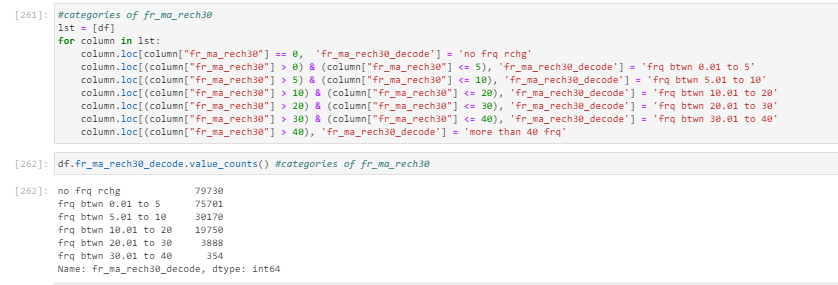 [261]: #categories of fr_ma_rech30
lst = [df]
for column in lst:
    column.loc[column["fr_ma_rech30"] == 0,  'fr_ma_rech30_decode'] = 'no frq rchg'
    column.loc[(column["fr_ma_rech30"] > 0) & (column["fr_ma_rech30"] <= 5), 'fr_ma_rech30_decode'] = 'frq btwn 0.01 to 5'
    column.loc[(column["fr_ma_rech30"] > 5) & (column["fr_ma_rech30"] <= 10), 'fr_ma_rech30_decode'] = 'frq btwn 5.01 to 10'
    column.loc[(column["fr_ma_rech30"] > 10) & (column["fr_ma_rech30"] <= 20), 'fr_ma_rech30_decode'] = 'frq btwn 10.01 to 20'
    column.loc[(column["fr_ma_rech30"] > 20) & (column["fr_ma_rech30"] <= 30), 'fr_ma_rech30_decode'] = 'frq btwn 20.01 to 30'
    column.loc[(column["fr_ma_rech30"] > 30) & (column["fr_ma_rech30"] <= 40), 'fr_ma_rech30_decode'] = 'frq btwn 30.01 to 40'
    column.loc[(column["fr_ma_rech30"] > 40), 'fr_ma_rech30_decode'] = 'more than 40 frq'
[262]: df.fr_ma_rech30_decode.value_counts() #categories of fr_ma_rech30
[262]: no frq rchg             79730
frq btwn 0.01 to 5      75701
frq btwn 5.01 to 10     30170
frq btwn 10.01 to 20    19750
frq btwn 20.01 to 30     3888
frq btwn 30.01 to 40      354
Name: fr_ma_rech30_decode, dtype: int64